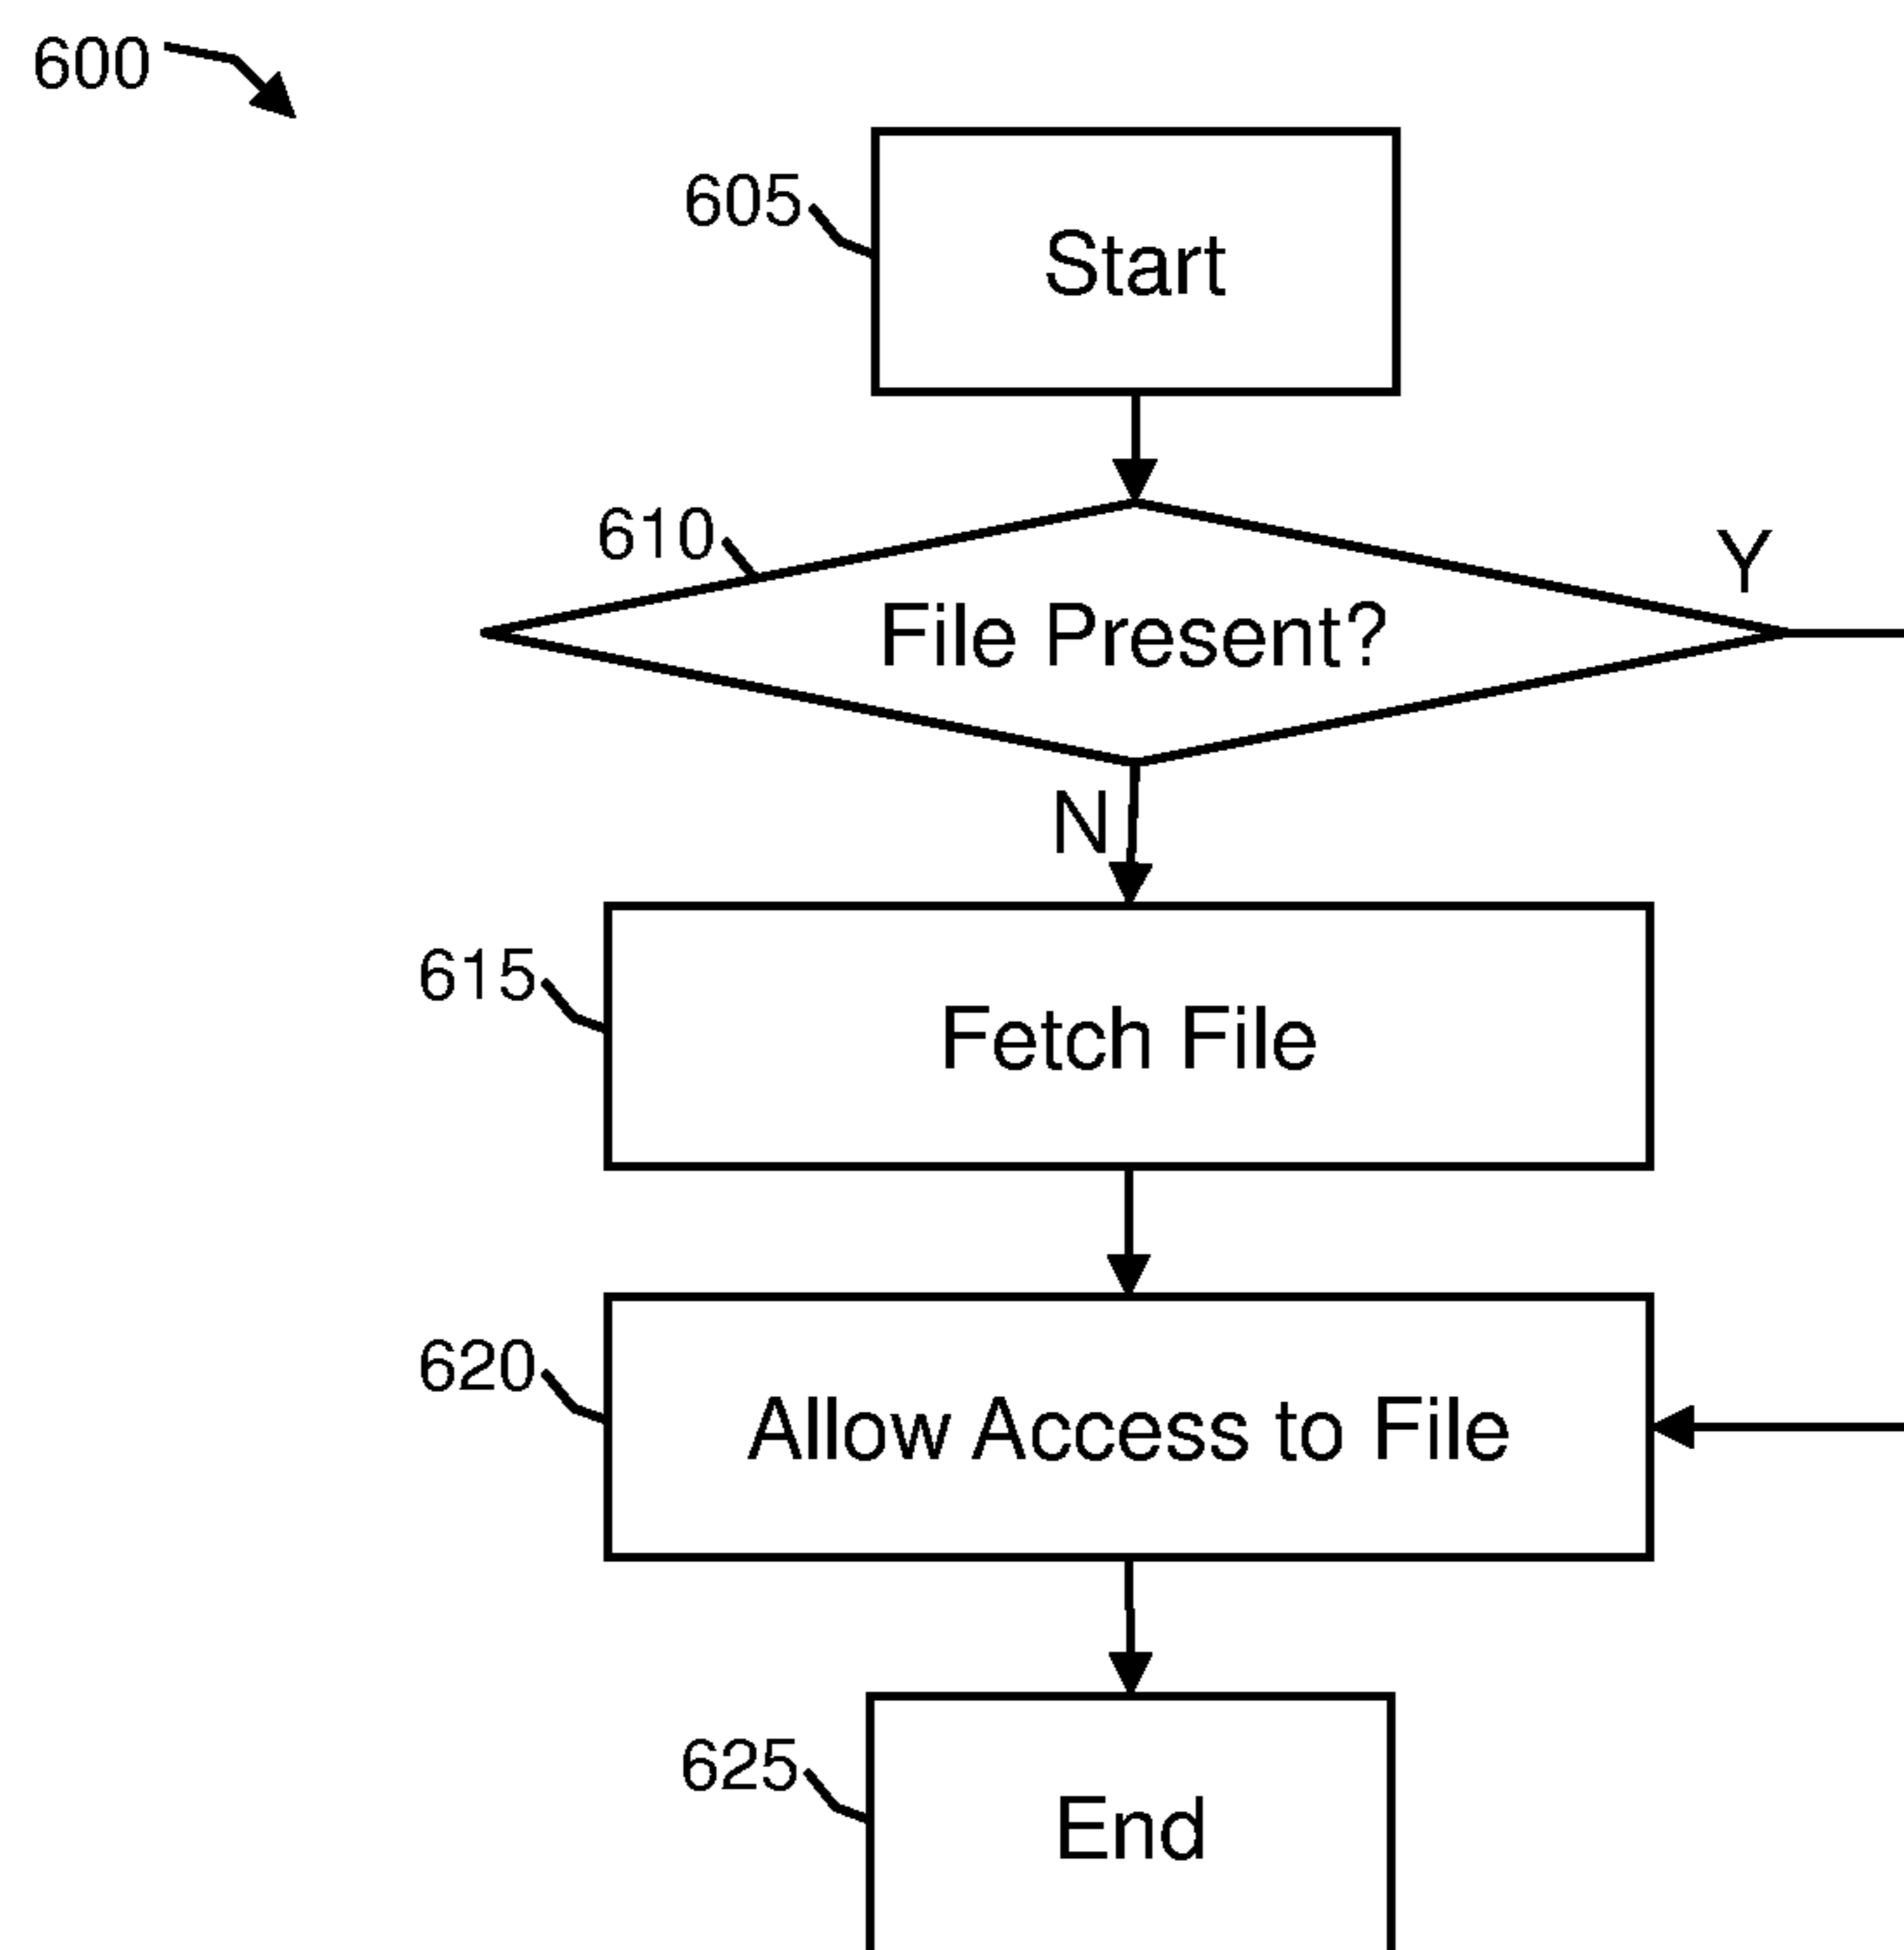 600
605
Start
610
File Present?
Y
N
615
Fetch File
620
Allow Access to File
625
End